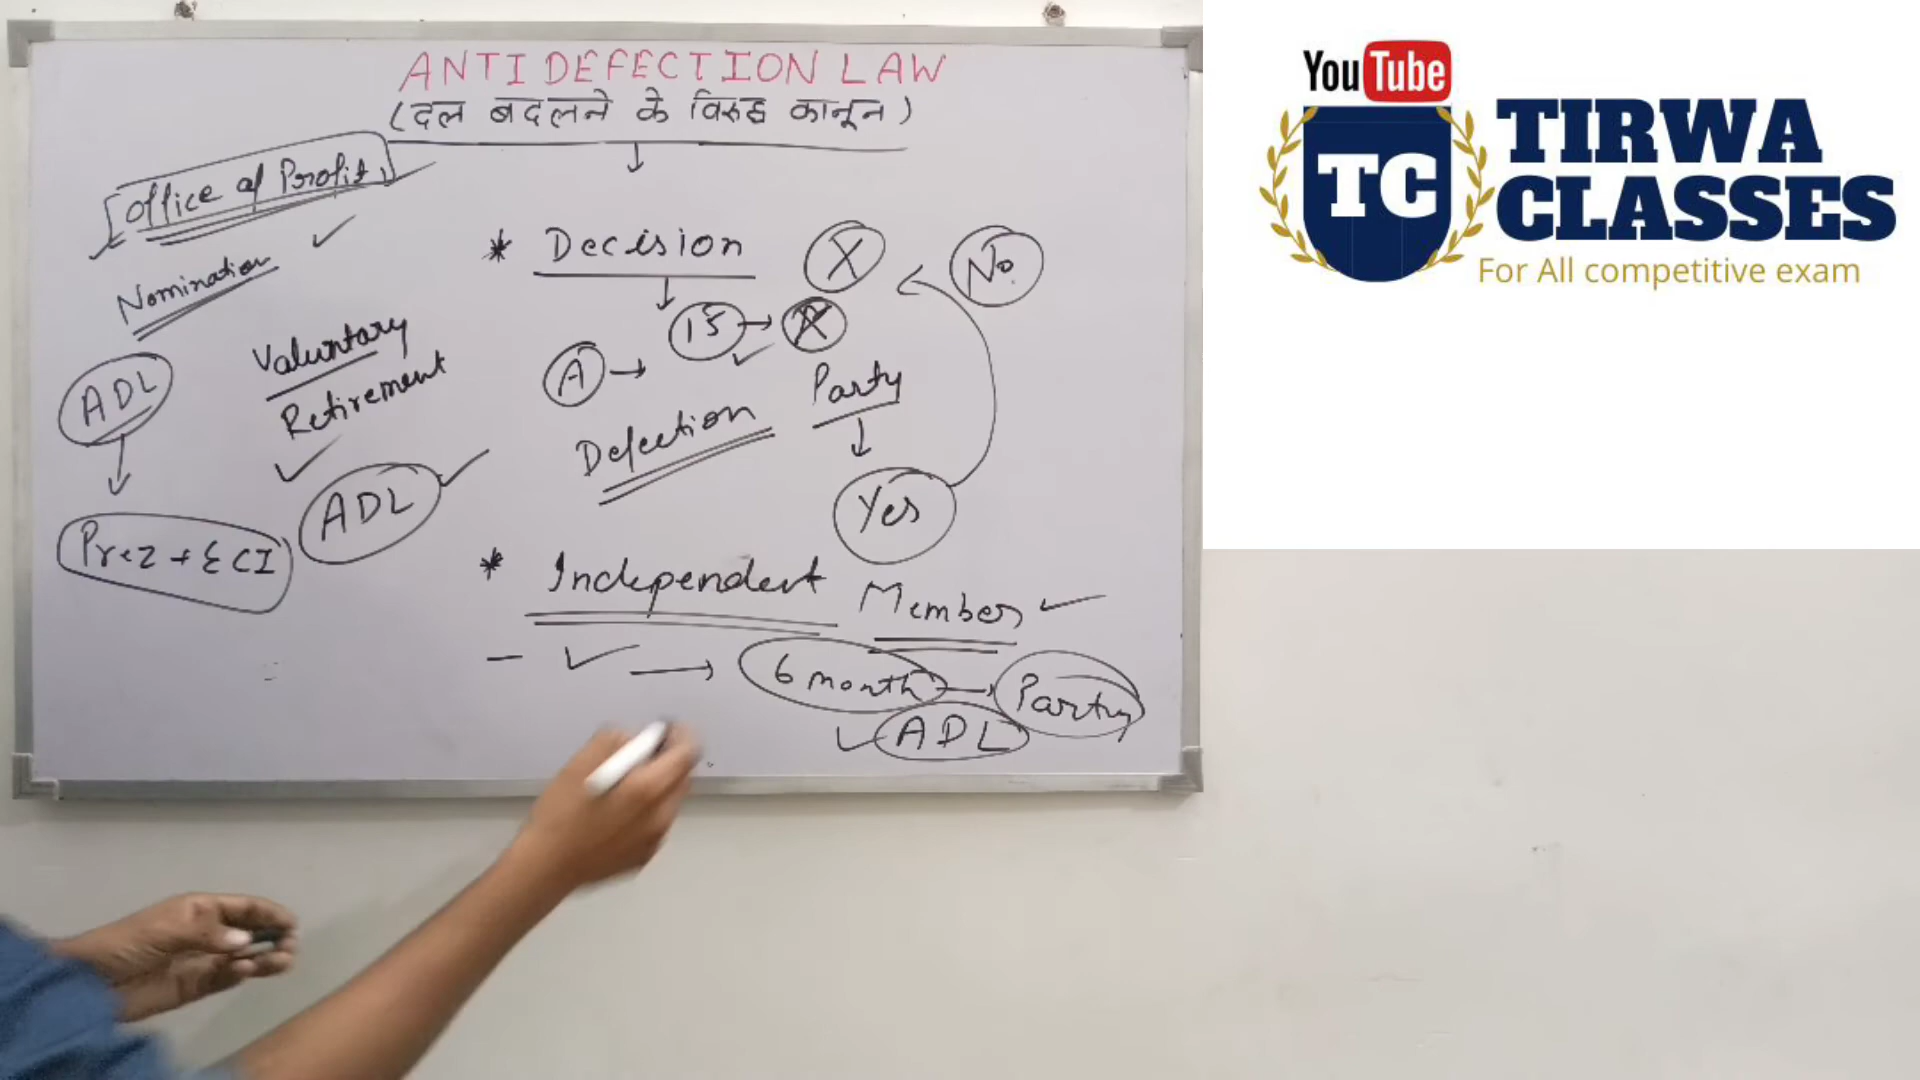 ANTI DEFECTION LAW
(दल बदलने के विरुद्ध कानून)
Office of Profit
Nomination
ADL
Prez + ECI
Valuntary
Retirement
ADL
* Decision
X
No.
15 → X
A →
Defection
Party
Yes
* Independent Member
- ✓ → 6 month → Party
ADL
YouTube
TC
TIRWA
CLASSES
For All competitive exam